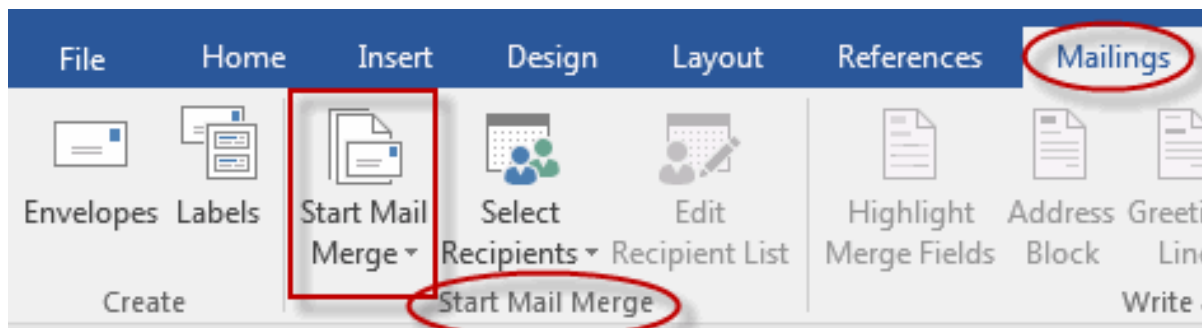 File Home Insert Design Layout References Mailings
Envelopes Labels Start Mail Select Edit Highlight Address
Merge Recipients Recipient List Merge Fields Block
Create Start Mail Merge Write